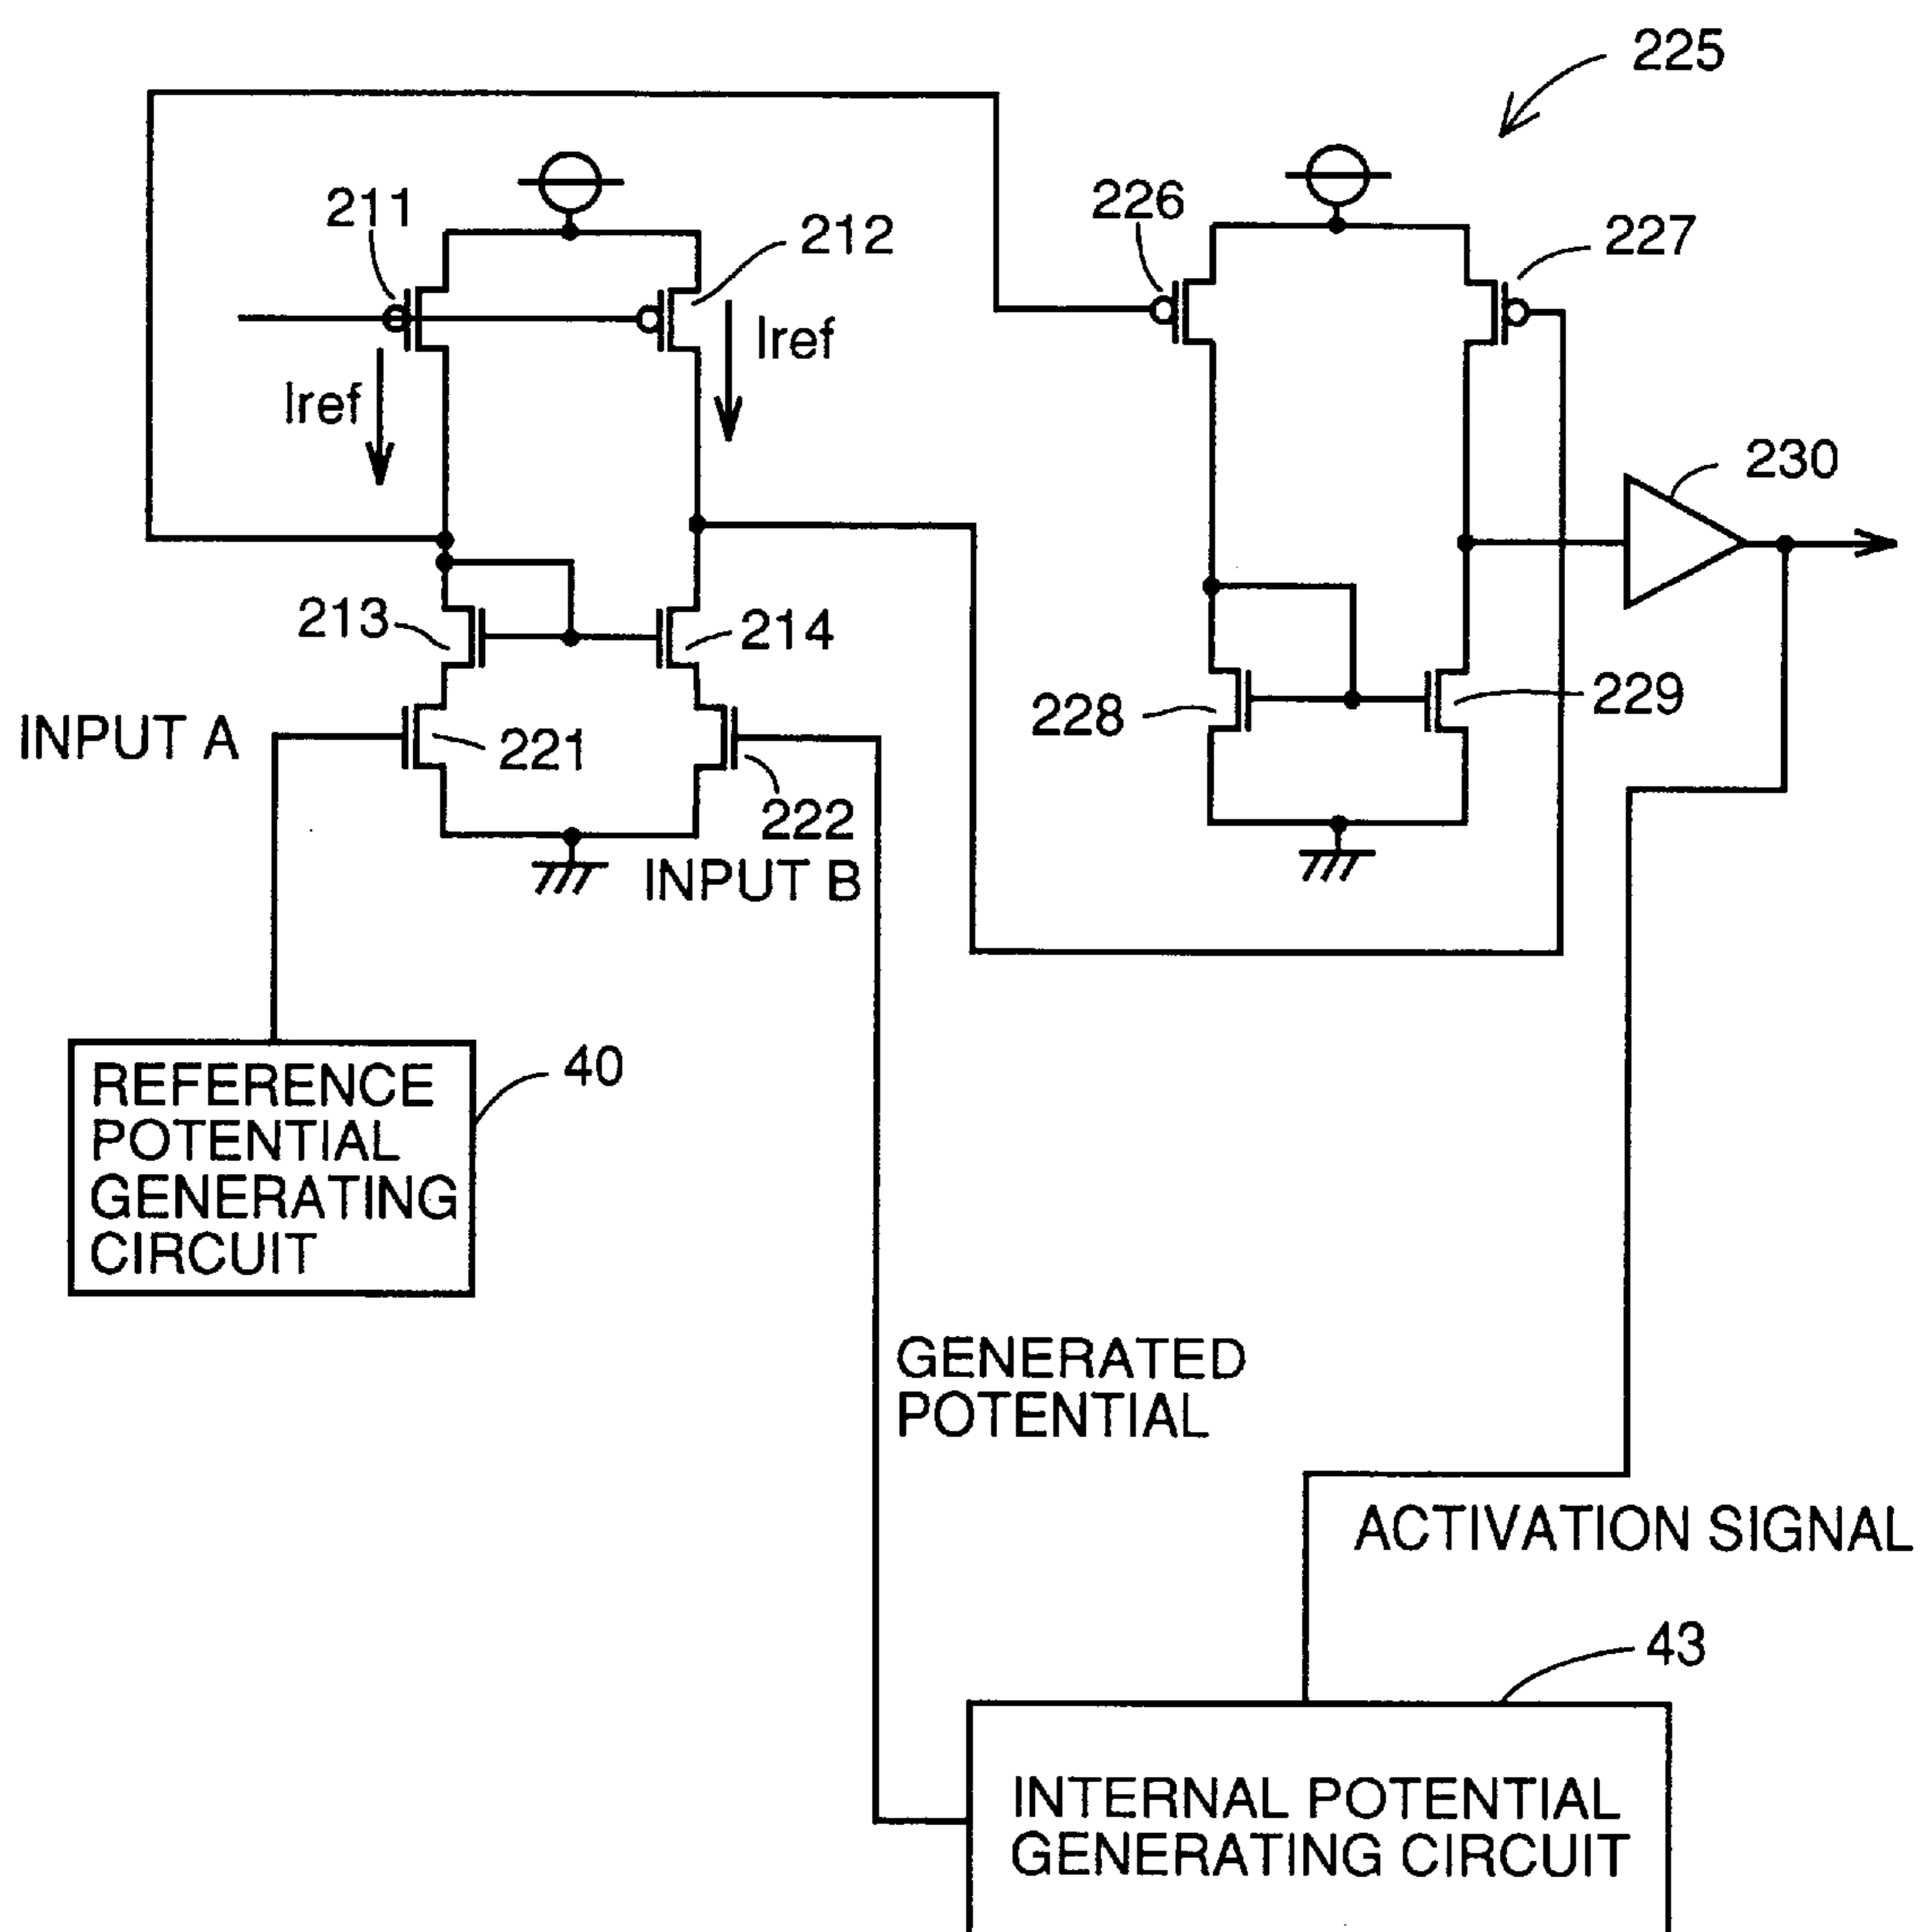 225
211
212
226
227
Iref
Iref
230
213
214
228
229
INPUT A
221
222
INPUT B
REFERENCE
POTENTIAL
GENERATING
CIRCUIT
40
GENERATED
POTENTIAL
ACTIVATION SIGNAL
43
INTERNAL POTENTIAL
GENERATING CIRCUIT